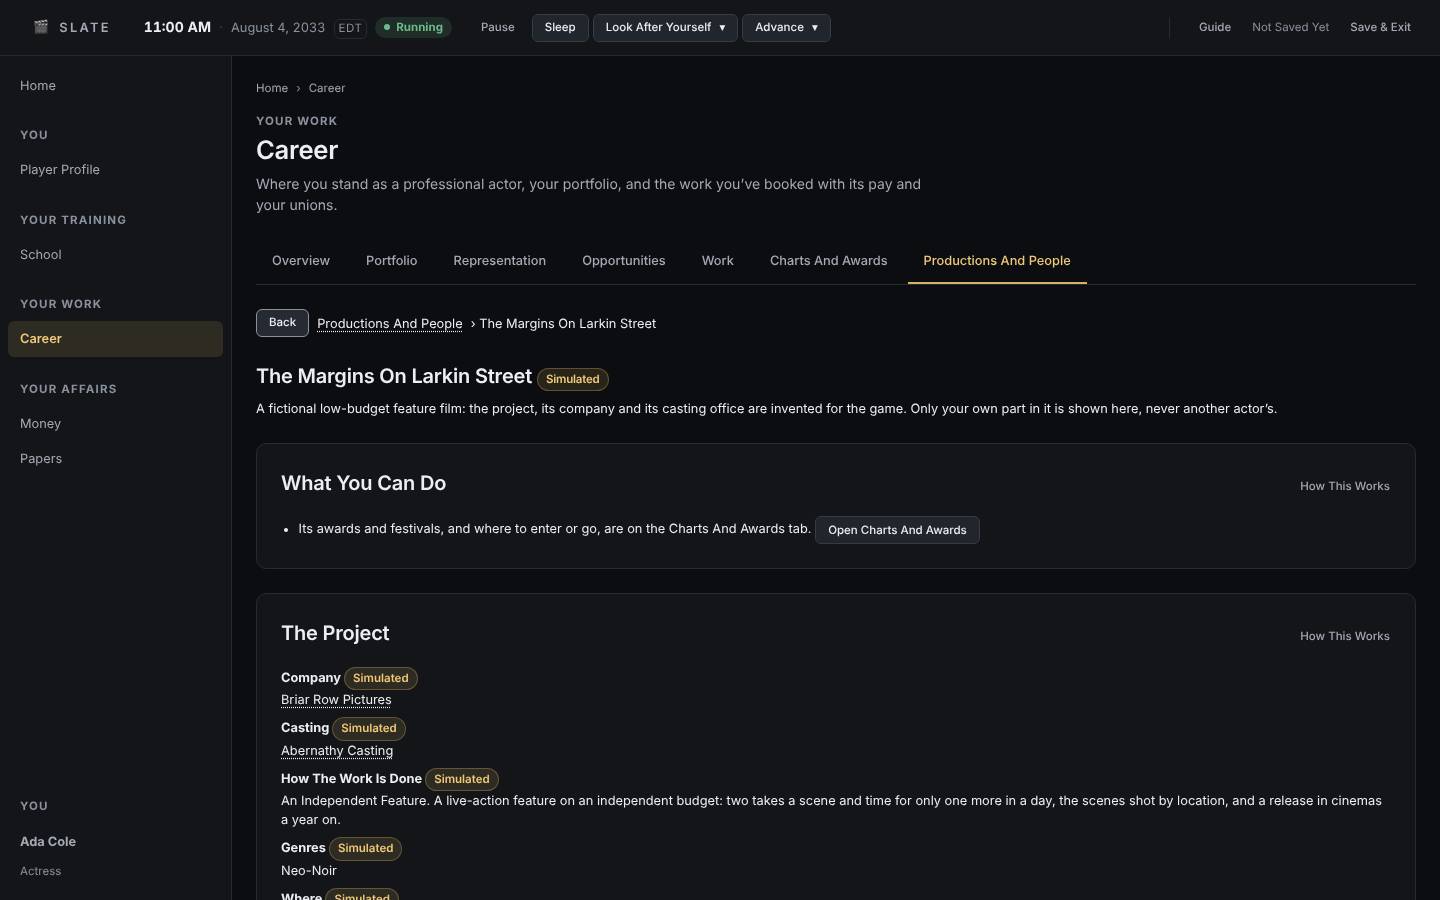 SLATE
11:00 AM · August 4, 2033 EDT Running
Pause
Sleep
Look After Yourself ▾
Advance ▾
Guide
Not Saved Yet
Save & Exit
Home
YOU
Player Profile
YOUR TRAINING
School
YOUR WORK
Career
YOUR AFFAIRS
Money
Papers
YOU
Ada Cole
Actress
Home › Career
YOUR WORK
Career
Where you stand as a professional actor, your portfolio, and the work you’ve booked with its pay and
your unions.
Overview
Portfolio
Representation
Opportunities
Work
Charts And Awards
Productions And People
Back
Productions And People › The Margins On Larkin Street
The Margins On Larkin Street Simulated
A fictional low-budget feature film: the project, its company and its casting office are invented for the game. Only your own part in it is shown here, never another actor’s.
What You Can Do
How This Works
• Its awards and festivals, and where to enter or go, are on the Charts And Awards tab. Open Charts And Awards
The Project
How This Works
Company Simulated
Briar Row Pictures
Casting Simulated
Abernathy Casting
How The Work Is Done Simulated
An Independent Feature. A live-action feature on an independent budget: two takes a scene and time for only one more in a day, the scenes shot by location, and a release in cinemas
a year on.
Genres Simulated
Neo-Noir
Where Simulated